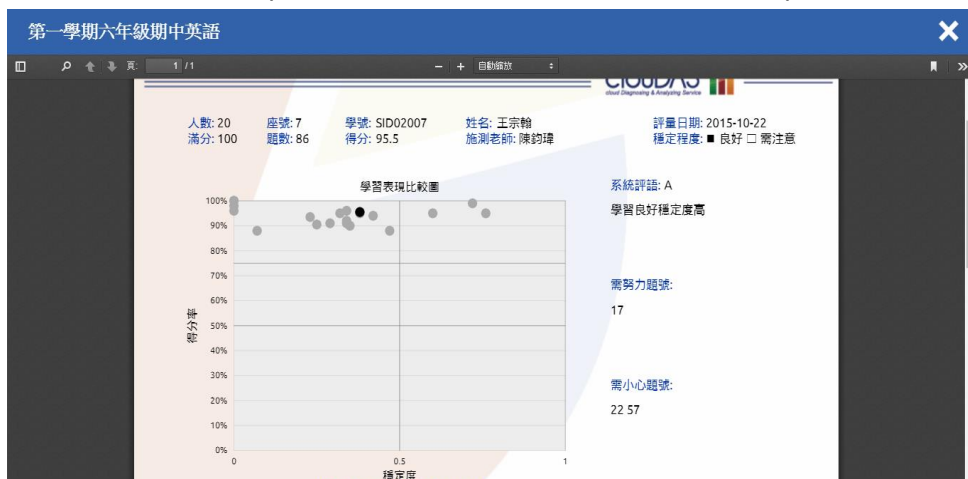 第一學期六年級期中英語
頁: 1 /1
自動縮放
cloud Diagnosing & Analyzing Service
人數: 20 座號: 7 學號: SID02007 姓名: 王宗翰 評量日期: 2015-10-22
滿分: 100 題數: 86 得分: 95.5 施測老師: 陳鈞瑋 穩定程度: ■ 良好 □ 需注意
學習表現比較圖
系統評語: A
學習良好穩定度高
需努力題號:
17
需小心題號:
22 57
得分率
100%
90%
80%
70%
60%
50%
40%
30%
20%
10%
0%
0 0.5 1
穩定度